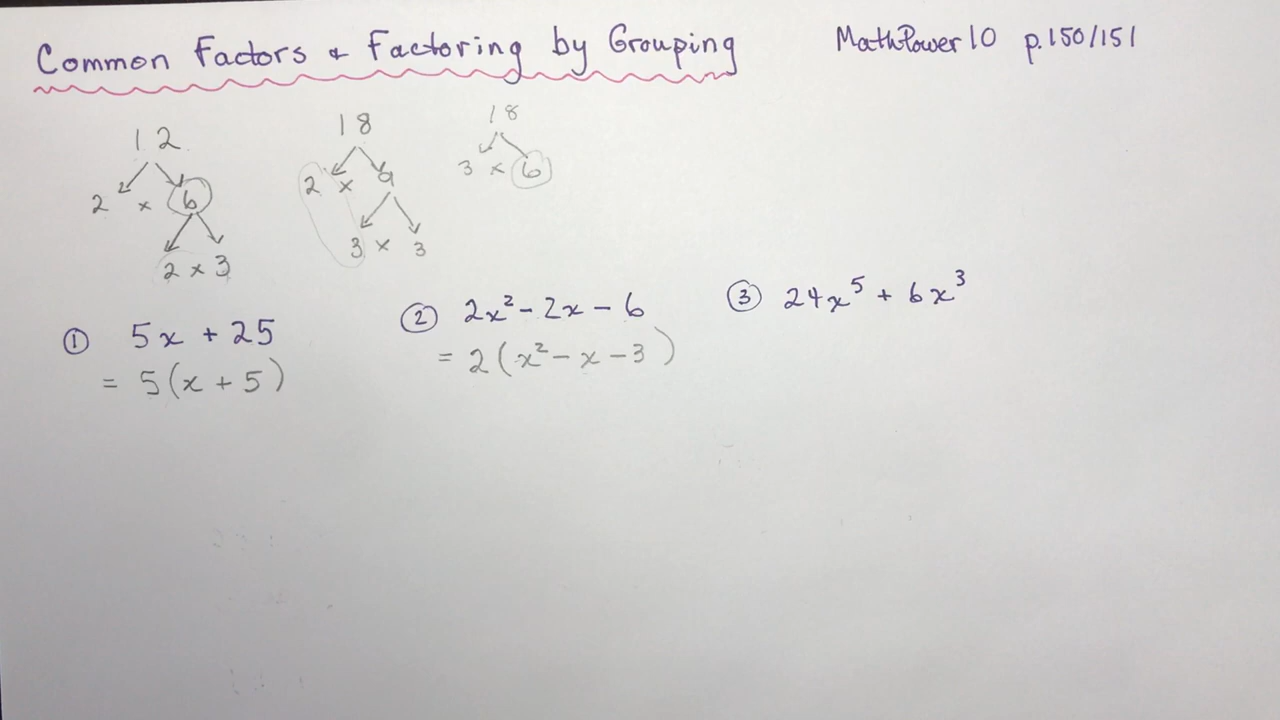 Common Factors & Factoring by Grouping
MathPower 10 p.150/151
12
2 x 6
2 x 3
18
2 x 9
3 x 3
18
3 x 6
① 5x + 25
= 5(x + 5)
② 2x² - 2x - 6
= 2(x² - x - 3)
③ 24x⁵ + 6x³